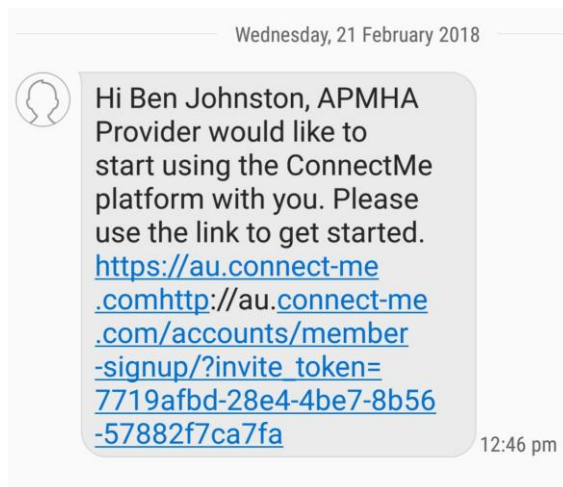 Wednesday, 21 February 2018
Hi Ben Johnston, APMHA
Provider would like to
start using the ConnectMe
platform with you. Please
use the link to get started.
https://au.connect-me
.comhttp://au.connect-me
.com/accounts/member
-signup/?invite_token=
7719afbd-28e4-4be7-8b56
-57882f7ca7fa
12:46 pm